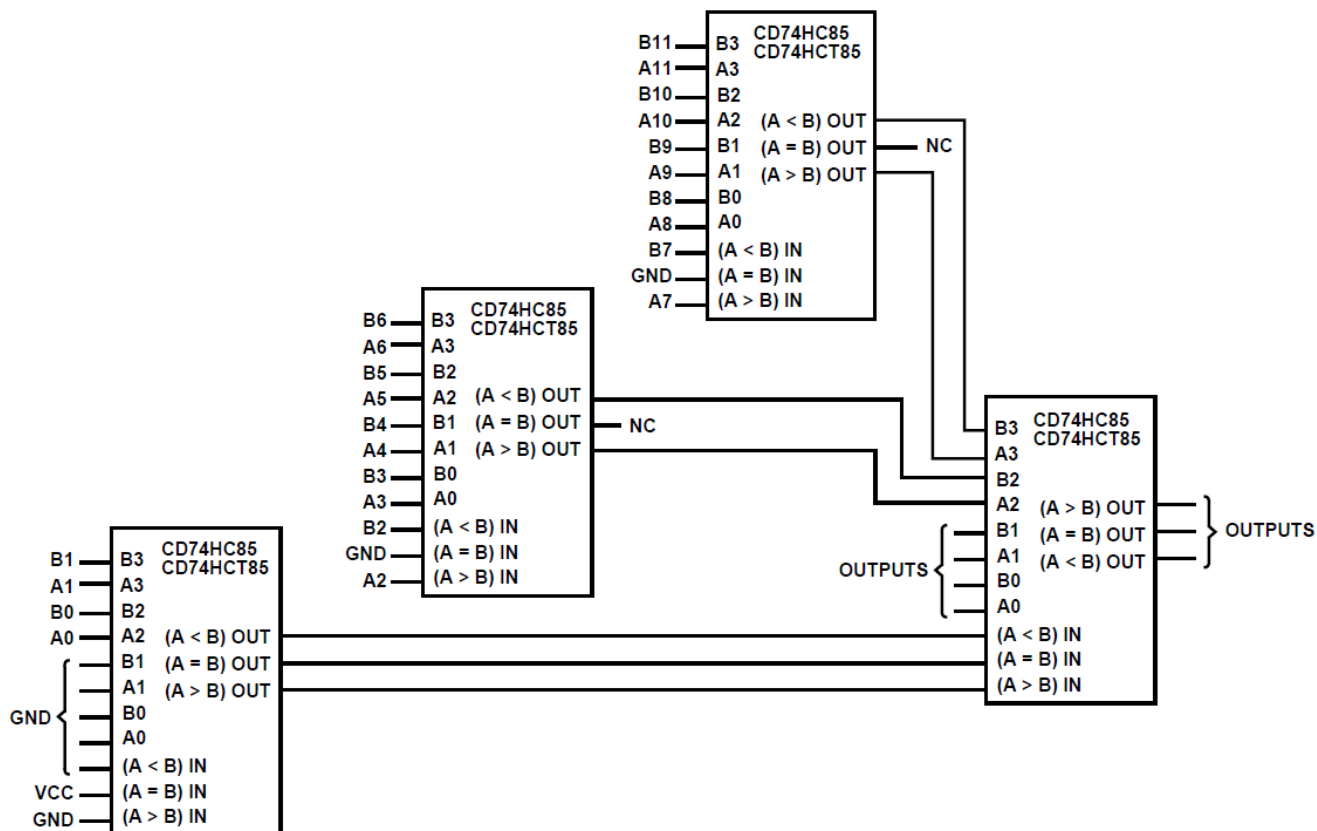 CD74HC85
CD74HCT85
B11 B3
A11 A3
B10 B2
A10 A2 (A < B) OUT
B9 B1 (A = B) OUT NC
A9 A1 (A > B) OUT
B8 B0
A8 A0
B7 (A < B) IN
GND (A = B) IN
A7 (A > B) IN
CD74HC85
CD74HCT85
B6 B3
A6 A3
B5 B2
A5 A2 (A < B) OUT
B4 B1 (A = B) OUT NC
A4 A1 (A > B) OUT
B3 B0
A3 A0
B2 (A < B) IN
GND (A = B) IN
A2 (A > B) IN
CD74HC85
CD74HCT85
B1 B3
A1 A3
B0 B2
A0 A2 (A < B) OUT
B1 (A = B) OUT
A1 (A > B) OUT
GND B0
A0
(A < B) IN
VCC (A = B) IN
GND (A > B) IN
CD74HC85
CD74HCT85
B3
A3
B2
A2 (A > B) OUT
B1 (A = B) OUT OUTPUTS
A1 (A < B) OUT
OUTPUTS B0
A0
(A < B) IN
(A = B) IN
(A > B) IN